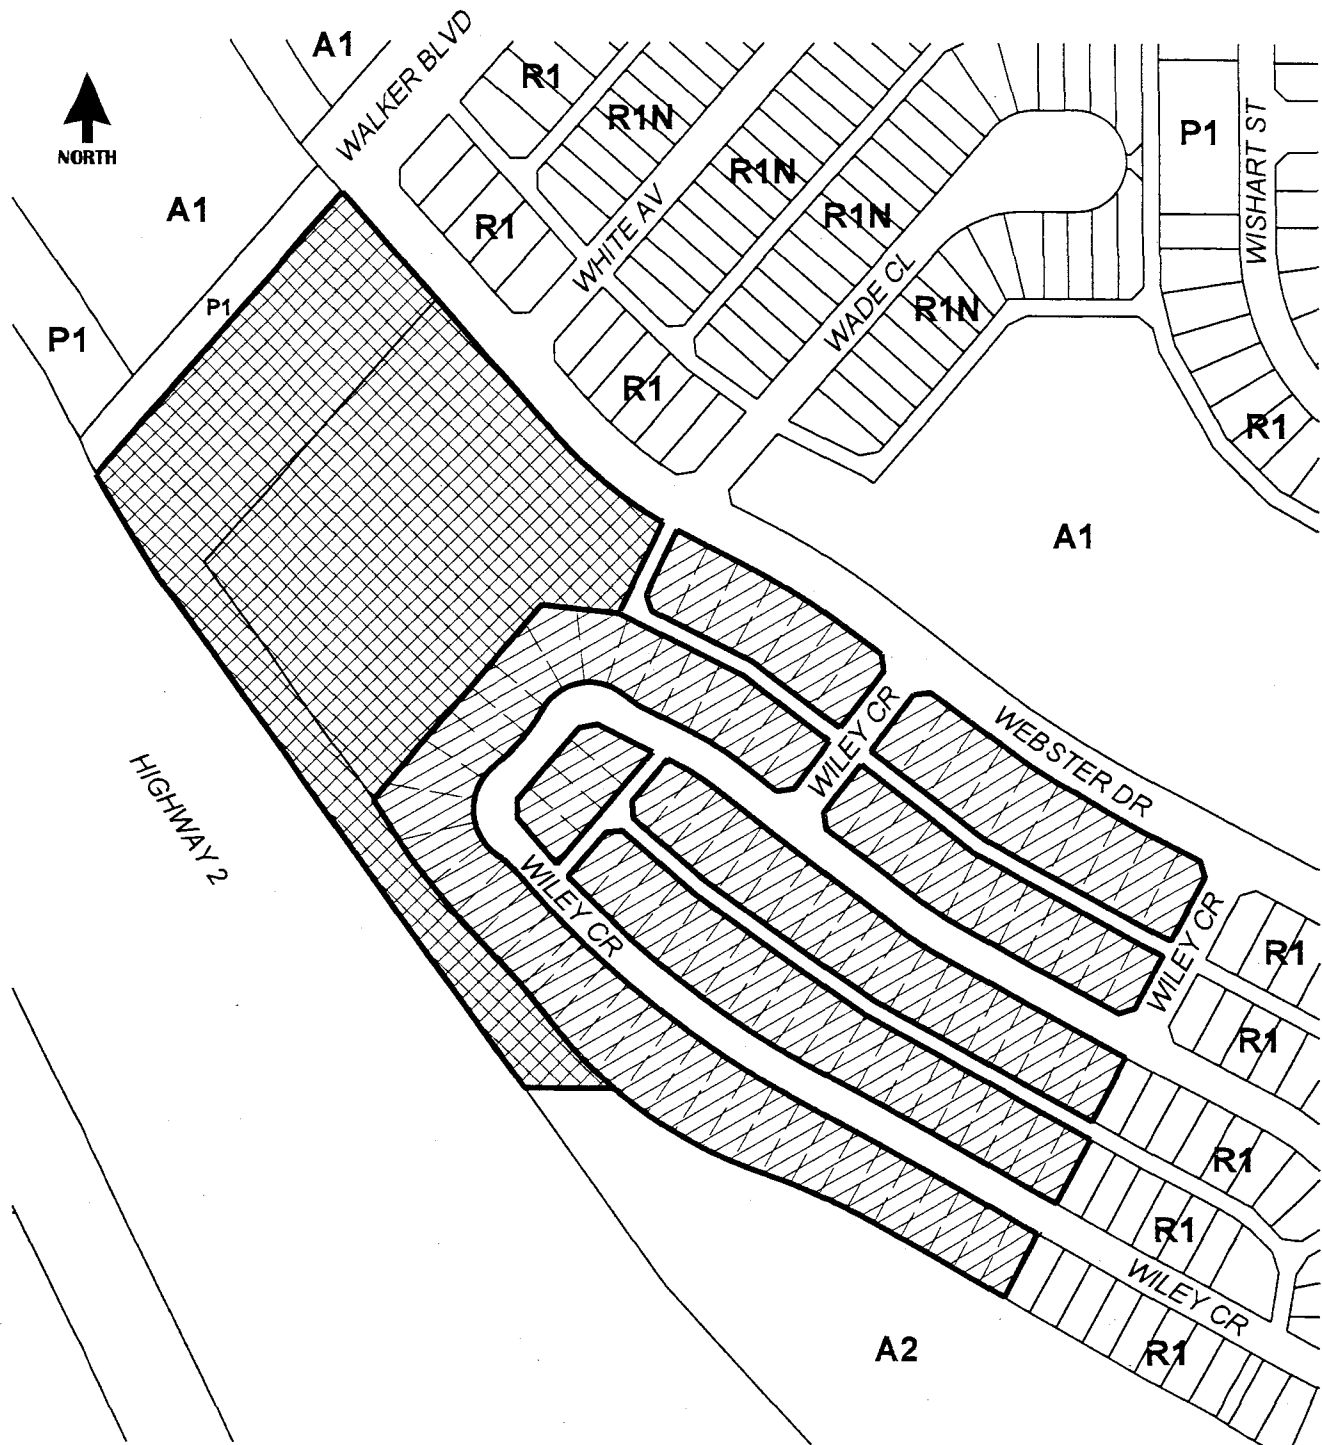 A1
WALKER BLVD
R1
R1N
P1
WISHART ST
NORTH
R1N
A1
R1
WHITE AV
R1N
P1
WADE CL
R1N
P1
R1
R1
A1
WILEY CR
WEBSTER DR
HIGHWAY 2
WILEY CR
WILEY CR
R1
R1
R1
R1
WILEY CR
A2
R1